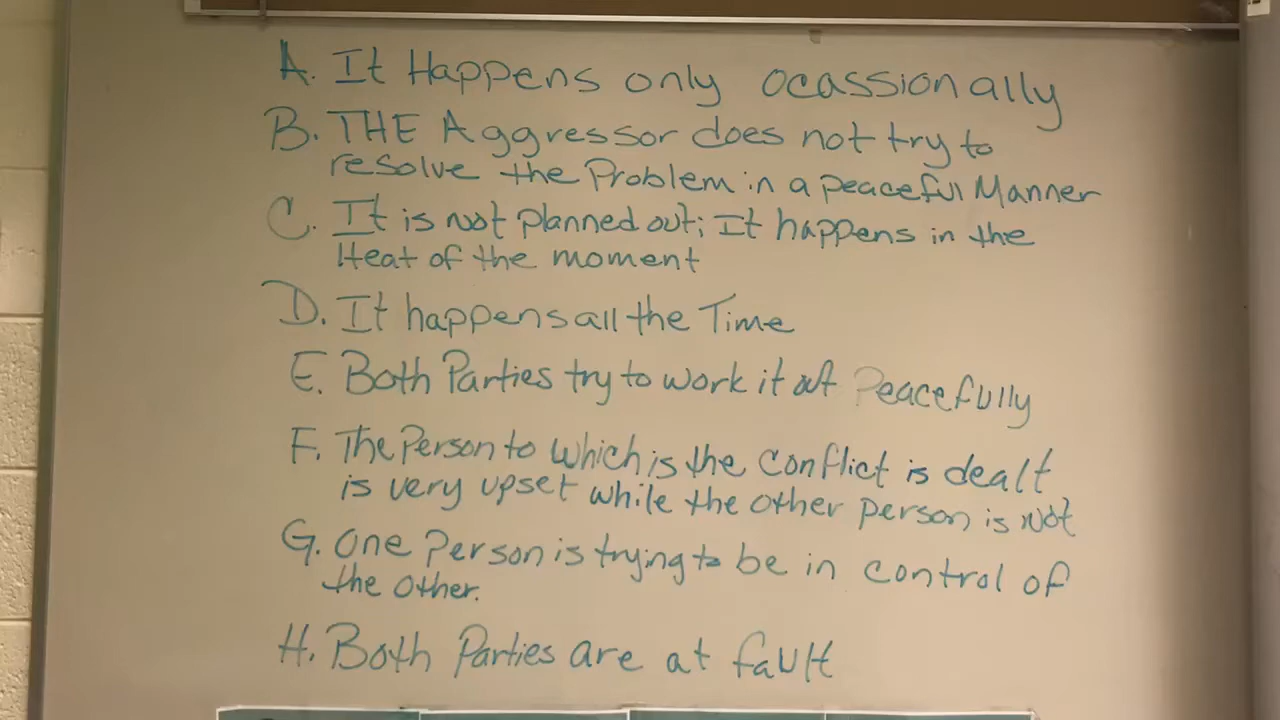 A. It Happens only ocassionally
B. THE Aggressor does not try to
resolve the Problem in a peaceful Manner
C. It is not planned out; It happens in the
Heat of the moment
D. It happens all the Time
E. Both Parties try to work it out Peacefully
F. The Person to which is the conflict is dealt
is very upset while the other person is not
G. One Person is trying to be in control of
the other.
H. Both Parties are at fault